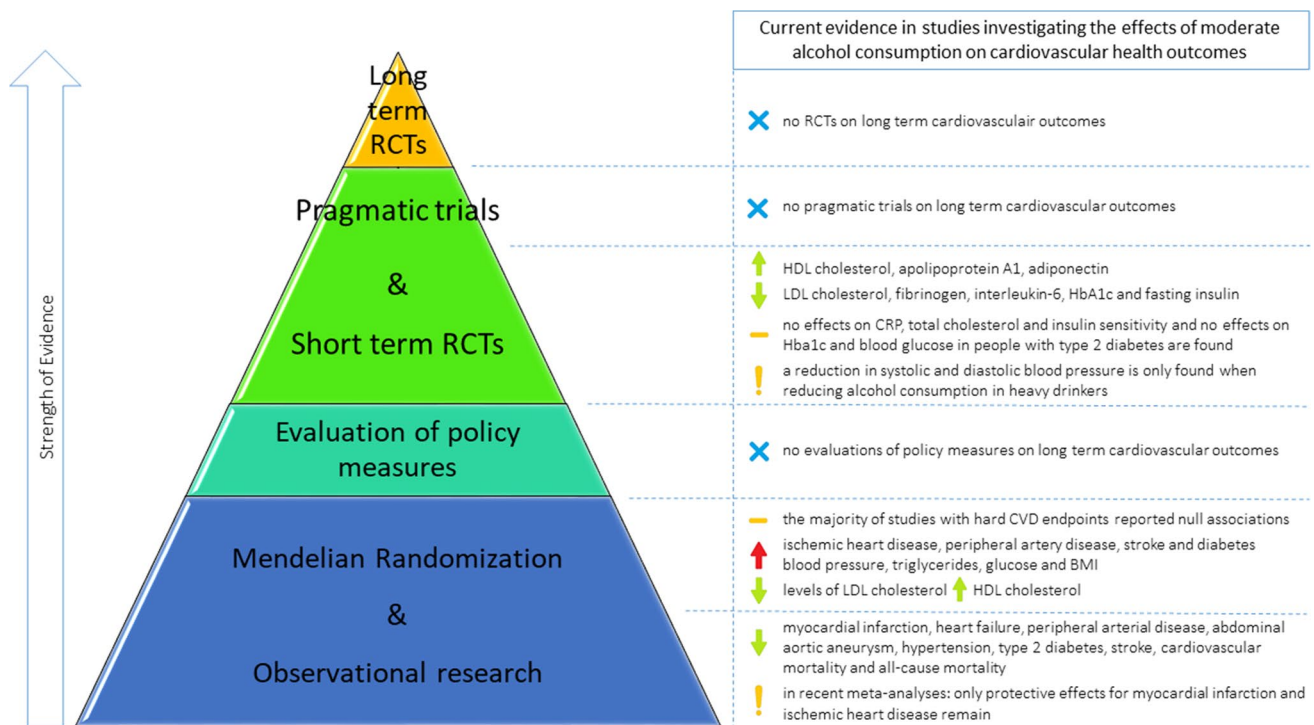 Current evidence in studies investigating the effects of moderate
alcohol consumption on cardiovascular health outcomes
Strength of Evidence
Long
term
RCTs
no RCTs on long term cardiovasculair outcomes
Pragmatic trials
&
Short term RCTs
no pragmatic trials on long term cardiovascular outcomes
HDL cholesterol, apolipoprotein A1, adiponectin
LDL cholesterol, fibrinogen, interleukin-6, HbA1c and fasting insulin
no effects on CRP, total cholesterol and insulin sensitivity and no effects on
Hba1c and blood glucose in people with type 2 diabetes are found
a reduction in systolic and diastolic blood pressure is only found when
reducing alcohol consumption in heavy drinkers
Evaluation of policy
measures
no evaluations of policy measures on long term cardiovascular outcomes
Mendelian Randomization
&
Observational research
the majority of studies with hard CVD endpoints reported null associations
ischemic heart disease, peripheral artery disease, stroke and diabetes
blood pressure, triglycerides, glucose and BMI
levels of LDL cholesterol HDL cholesterol
myocardial infarction, heart failure, peripheral arterial disease, abdominal
aortic aneurysm, hypertension, type 2 diabetes, stroke, cardiovascular
mortality and all-cause mortality
in recent meta-analyses: only protective effects for myocardial infarction and
ischemic heart disease remain